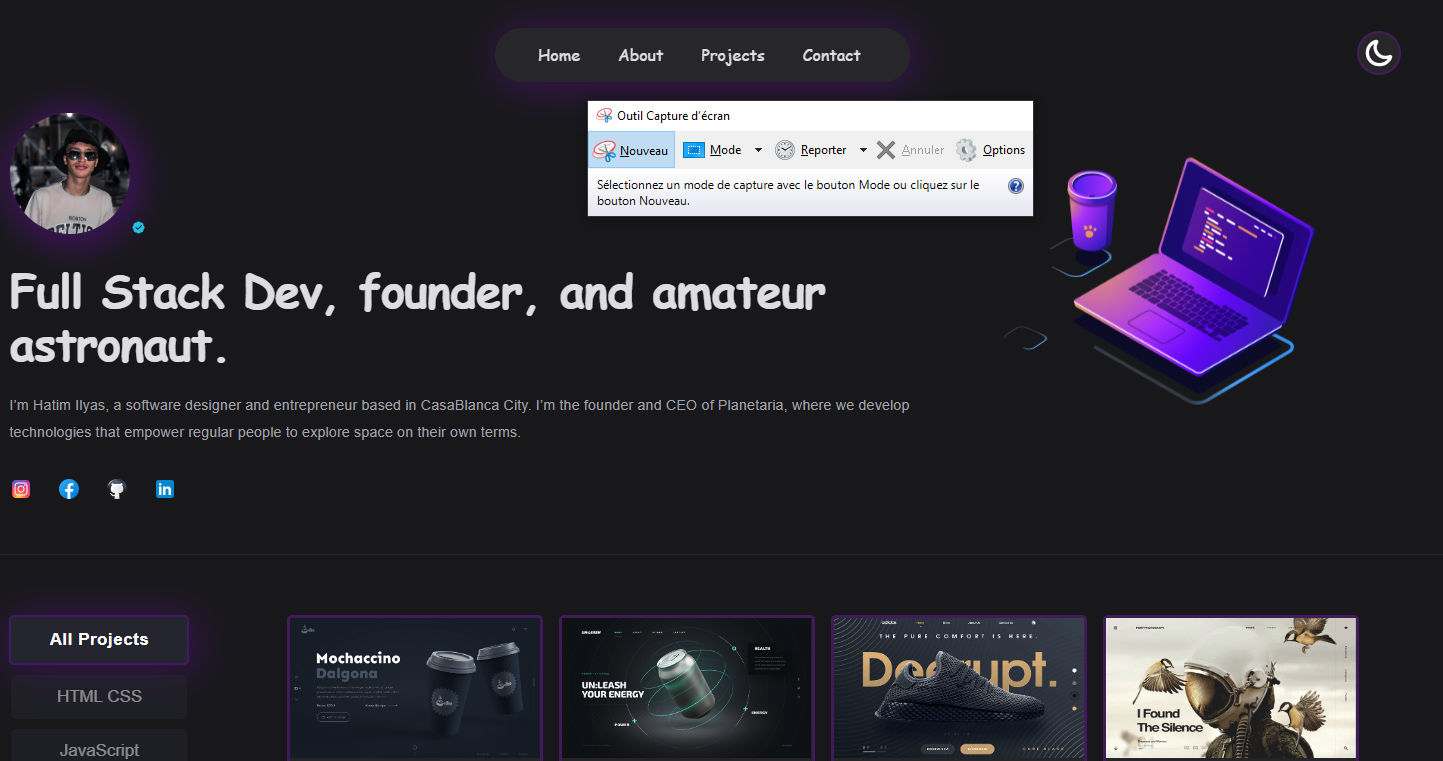 Home About Projects Contact
Outil Capture d'écran
Nouveau Mode Reporter Annuler Options
Sélectionnez un mode de capture avec le bouton Mode ou cliquez sur le
bouton Nouveau.
Full Stack Dev, founder, and amateur
astronaut.
I'm Hatim Ilyas, a software designer and entrepreneur based in CasaBlanca City. I'm the founder and CEO of Planetaria, where we develop
technologies that empower regular people to explore space on their own terms.
in
All Projects
HTML CSS
JavaScript
Mochaccino
Dalgona
HEALTH
UN:LEASH
YOUR ENERGY
POWER
ENERGY
THE PURE COMFORT IS HERE.
I Found
The Silence